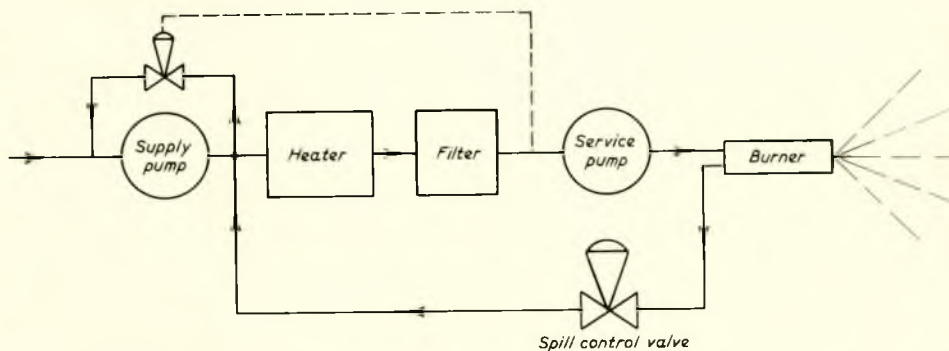 Supply
pump
Heater
Filter
Service
pump
Burner
Spill control valve